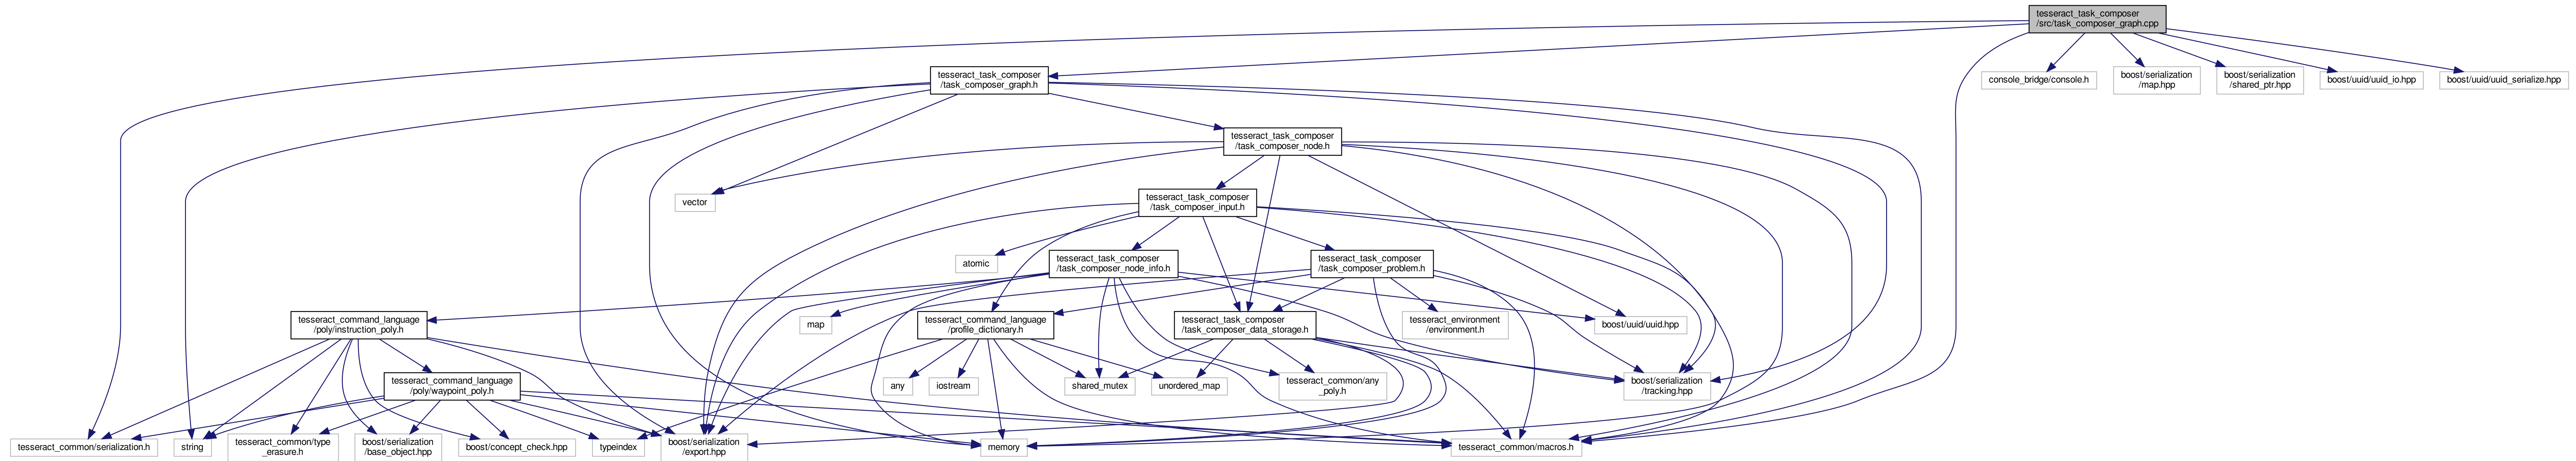 tesseract_task_composer
/src/task_composer_graph.cpp
tesseract_task_composer
/task_composer_graph.h
console_bridge/console.h
boost/serialization
/map.hpp
boost/serialization
/shared_ptr.hpp
boost/uuid/uuid_io.hpp
boost/uuid/uuid_serialize.hpp
tesseract_task_composer
/task_composer_node.h
vector
tesseract_task_composer
/task_composer_input.h
atomic
tesseract_task_composer
/task_composer_node_info.h
tesseract_task_composer
/task_composer_problem.h
tesseract_command_language
/poly/instruction_poly.h
map
tesseract_command_language
/profile_dictionary.h
tesseract_task_composer
/task_composer_data_storage.h
tesseract_environment
/environment.h
boost/uuid/uuid.hpp
tesseract_command_language
/poly/waypoint_poly.h
any
iostream
shared_mutex
unordered_map
tesseract_common/any
_poly.h
boost/serialization
/tracking.hpp
tesseract_common/serialization.h
string
tesseract_common/type
_erasure.h
boost/serialization
/base_object.hpp
boost/concept_check.hpp
typeindex
boost/serialization
/export.hpp
memory
tesseract_common/macros.h